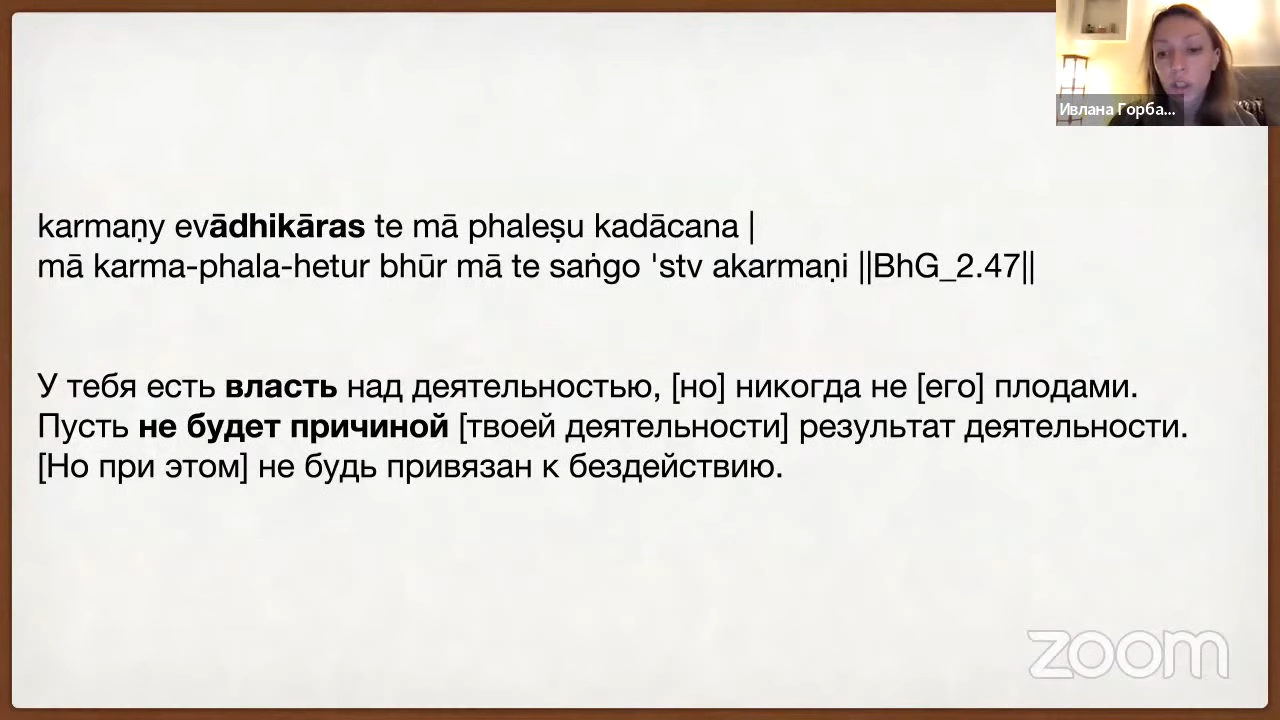 Ивлана Горба...
karmaṇy evādhikāras te mā phaleṣu kadācana |
mā karma-phala-hetur bhūr mā te saṅgo 'stv akarmaṇi ||BhG_2.47||
У тебя есть власть над деятельностью, [но] никогда не [его] плодами.
Пусть не будет причиной [твоей деятельности] результат деятельности.
[Но при этом] не будь привязан к бездействию.
zoom